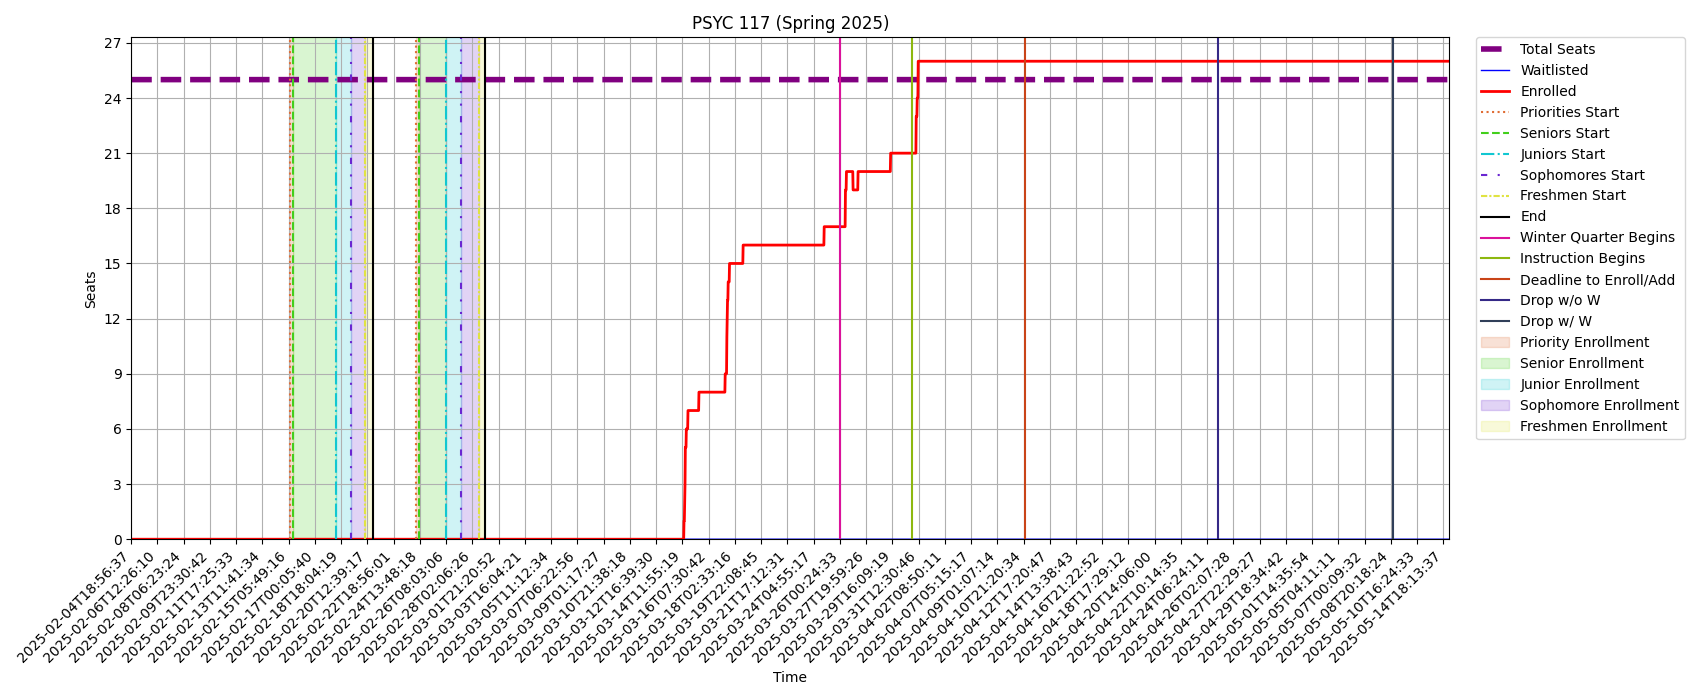 PSYC 117 (Spring 2025)
Seats
27
24
21
18
15
12
9
6
3
0
2025-02-04T18:56:37
2025-02-06T12:26:10
2025-02-08T06:23:24
2025-02-09T23:30:42
2025-02-11T17:25:33
2025-02-13T11:41:34
2025-02-15T05:49:16
2025-02-17T00:05:40
2025-02-18T18:04:19
2025-02-20T12:39:17
2025-02-22T18:56:01
2025-02-24T13:48:18
2025-02-26T08:03:06
2025-02-28T02:06:26
2025-03-01T21:20:52
2025-03-03T16:04:21
2025-03-05T11:12:34
2025-03-07T06:22:56
2025-03-09T01:17:27
2025-03-10T21:38:18
2025-03-12T16:39:30
2025-03-14T11:55:19
2025-03-16T07:30:42
2025-03-18T02:33:16
2025-03-19T22:08:45
2025-03-21T17:12:31
2025-03-24T04:55:17
2025-03-26T00:24:33
2025-03-27T19:59:26
2025-03-29T16:09:19
2025-03-31T12:30:46
2025-04-02T08:50:11
2025-04-07T05:15:17
2025-04-09T01:07:14
2025-04-10T21:20:34
2025-04-12T17:20:47
2025-04-14T13:38:43
2025-04-16T21:22:52
2025-04-18T17:29:12
2025-04-20T14:06:00
2025-04-22T10:14:35
2025-04-24T06:24:11
2025-04-26T02:07:28
2025-04-27T22:29:27
2025-04-29T18:34:42
2025-05-01T14:35:54
2025-05-05T04:11:11
2025-05-07T00:09:32
2025-05-08T20:18:24
2025-05-10T16:24:33
2025-05-14T18:13:37
Time
Total Seats
Waitlisted
Enrolled
Priorities Start
Seniors Start
Juniors Start
Sophomores Start
Freshmen Start
End
Winter Quarter Begins
Instruction Begins
Deadline to Enroll/Add
Drop w/o W
Drop w/ W
Priority Enrollment
Senior Enrollment
Junior Enrollment
Sophomore Enrollment
Freshmen Enrollment